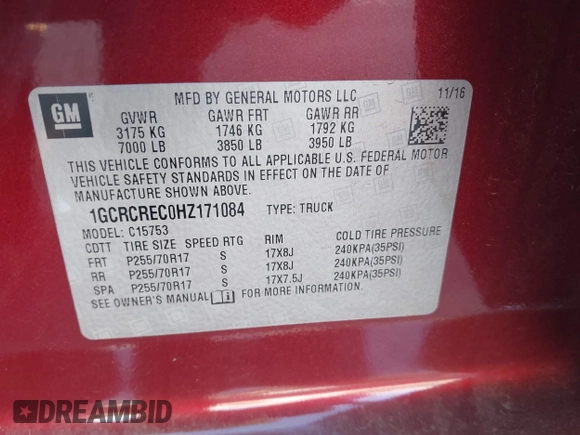 GM
MFD BY GENERAL MOTORS LLC
11/16
GVWR GAWR FRT GAWR RR
3175 KG 1746 KG 1792 KG
7000 LB 3850 LB 3950 LB
THIS VEHICLE CONFORMS TO ALL APPLICABLE U.S. FEDERAL MOTOR
VEHICLE SAFETY STANDARDS IN EFFECT ON THE DATE OF
MANUFACTURE SHOWN ABOVE.
1GCRCREC0HZ171084 TYPE: TRUCK
MODEL: C15753
CDTT TIRE SIZE SPEED RTG RIM COLD TIRE PRESSURE
FRT P255/70R17 S 17X8J 240KPA(35PSI)
RR P255/70R17 S 17X8J 240KPA(35PSI)
SPA P255/70R17 S 17X7.5J 240KPA(35PSI)
SEE OWNER'S MANUAL FOR MORE INFORMATION.
DREAMBID